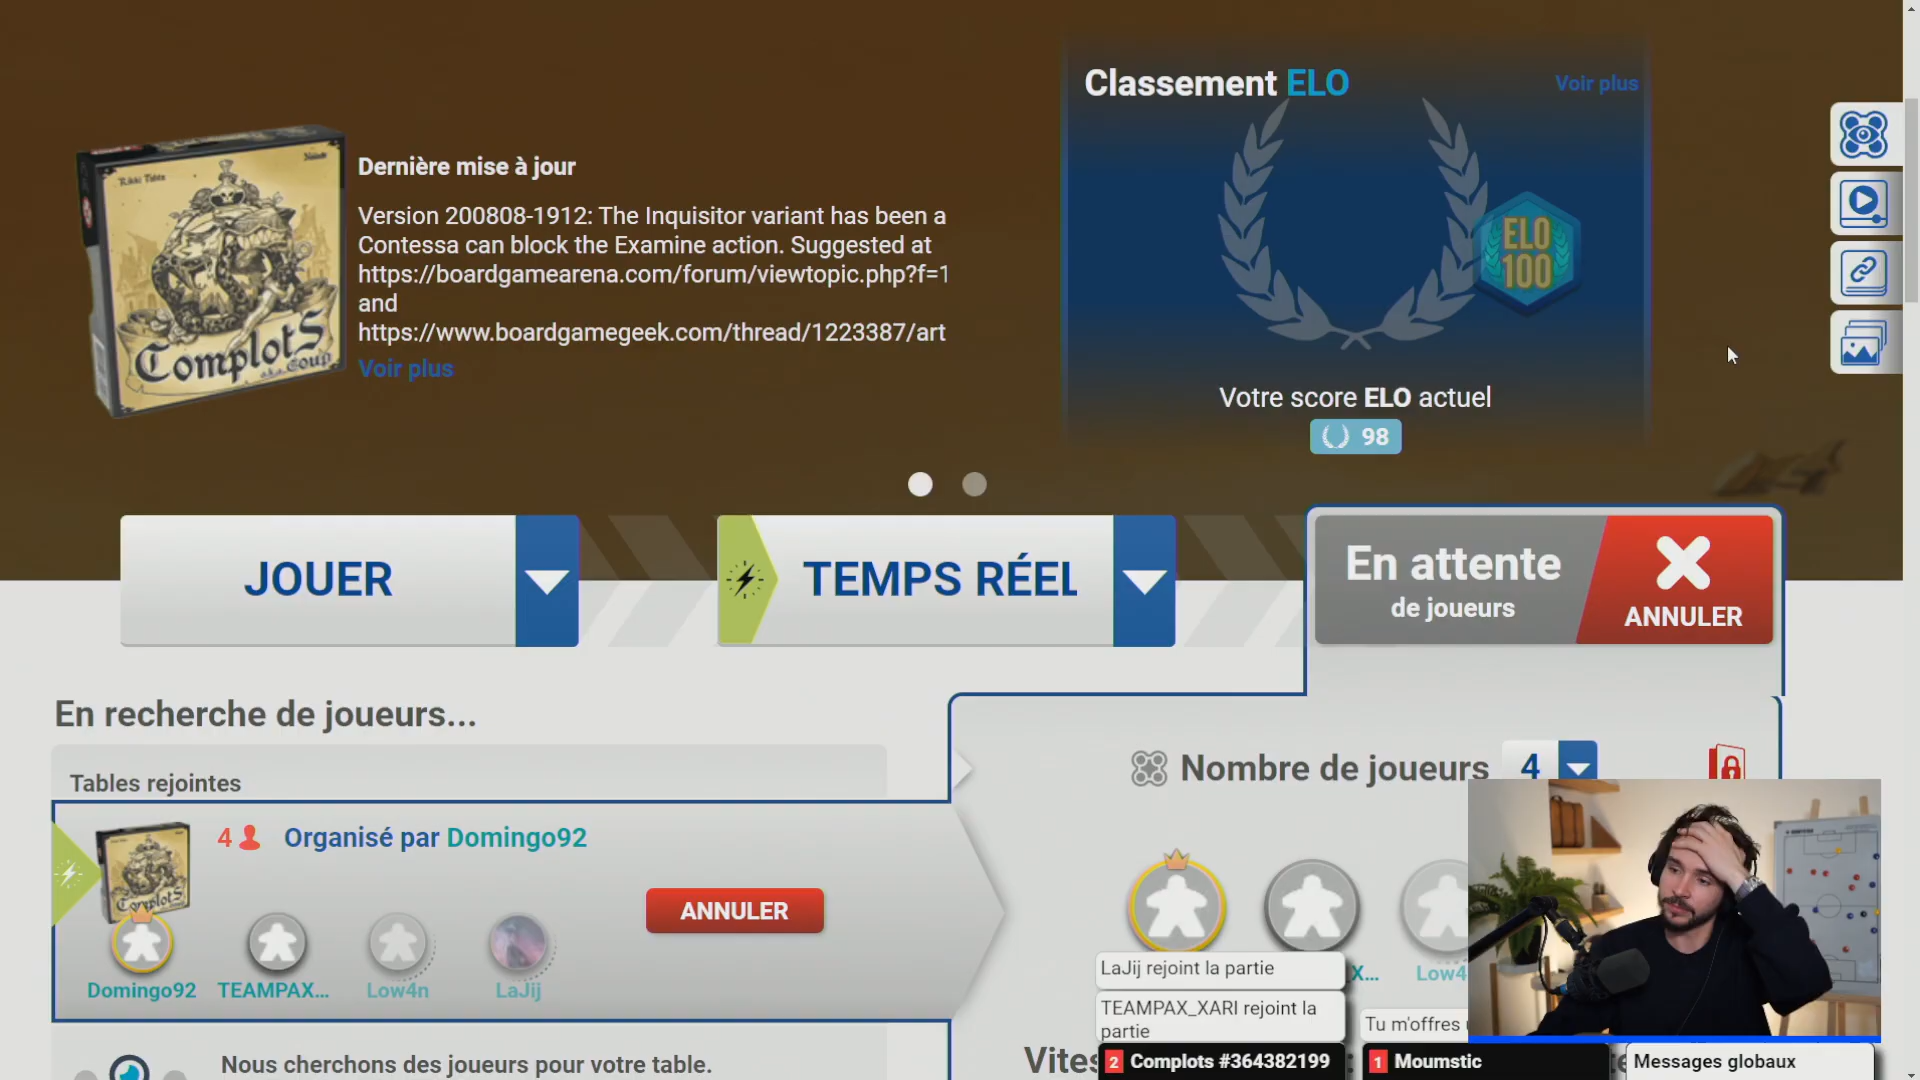 Complots
a.k.a. Coup
Dernière mise à jour
Version 200808-1912: The Inquisitor variant has been a
Contessa can block the Examine action. Suggested at
https://boardgamearena.com/forum/viewtopic.php?f=1
and
https://www.boardgamegeek.com/thread/1223387/art
Voir plus
Classement ELO
Voir plus
ELO
100
Votre score ELO actuel
98
JOUER
TEMPS RÉEL
En attente
de joueurs
ANNULER
En recherche de joueurs...
Tables rejointes
4
Organisé par Domingo92
Complots
ANNULER
Domingo92
TEAMPAX...
Low4n
LaJij
Nous cherchons des joueurs pour votre table.
Nombre de joueurs
4
X...
Low4
LaJij rejoint la partie
TEAMPAX_XARI rejoint la
partie
Tu m'offres
Vites
2 Complots #364382199
1 Moumstic
Messages globaux